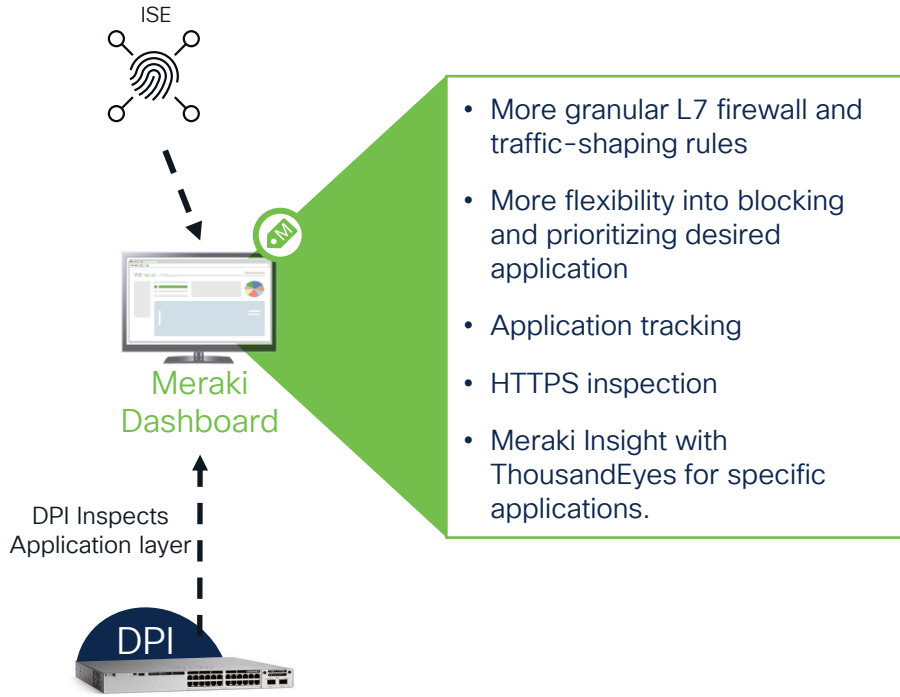 ISE
• More granular L7 firewall and
traffic-shaping rules
• More flexibility into blocking
and prioritizing desired
application
• Application tracking
• HTTPS inspection
• Meraki Insight with
ThousandEyes for specific
applications.
M
Meraki
Dashboard
DPI Inspects
Application layer
DPI